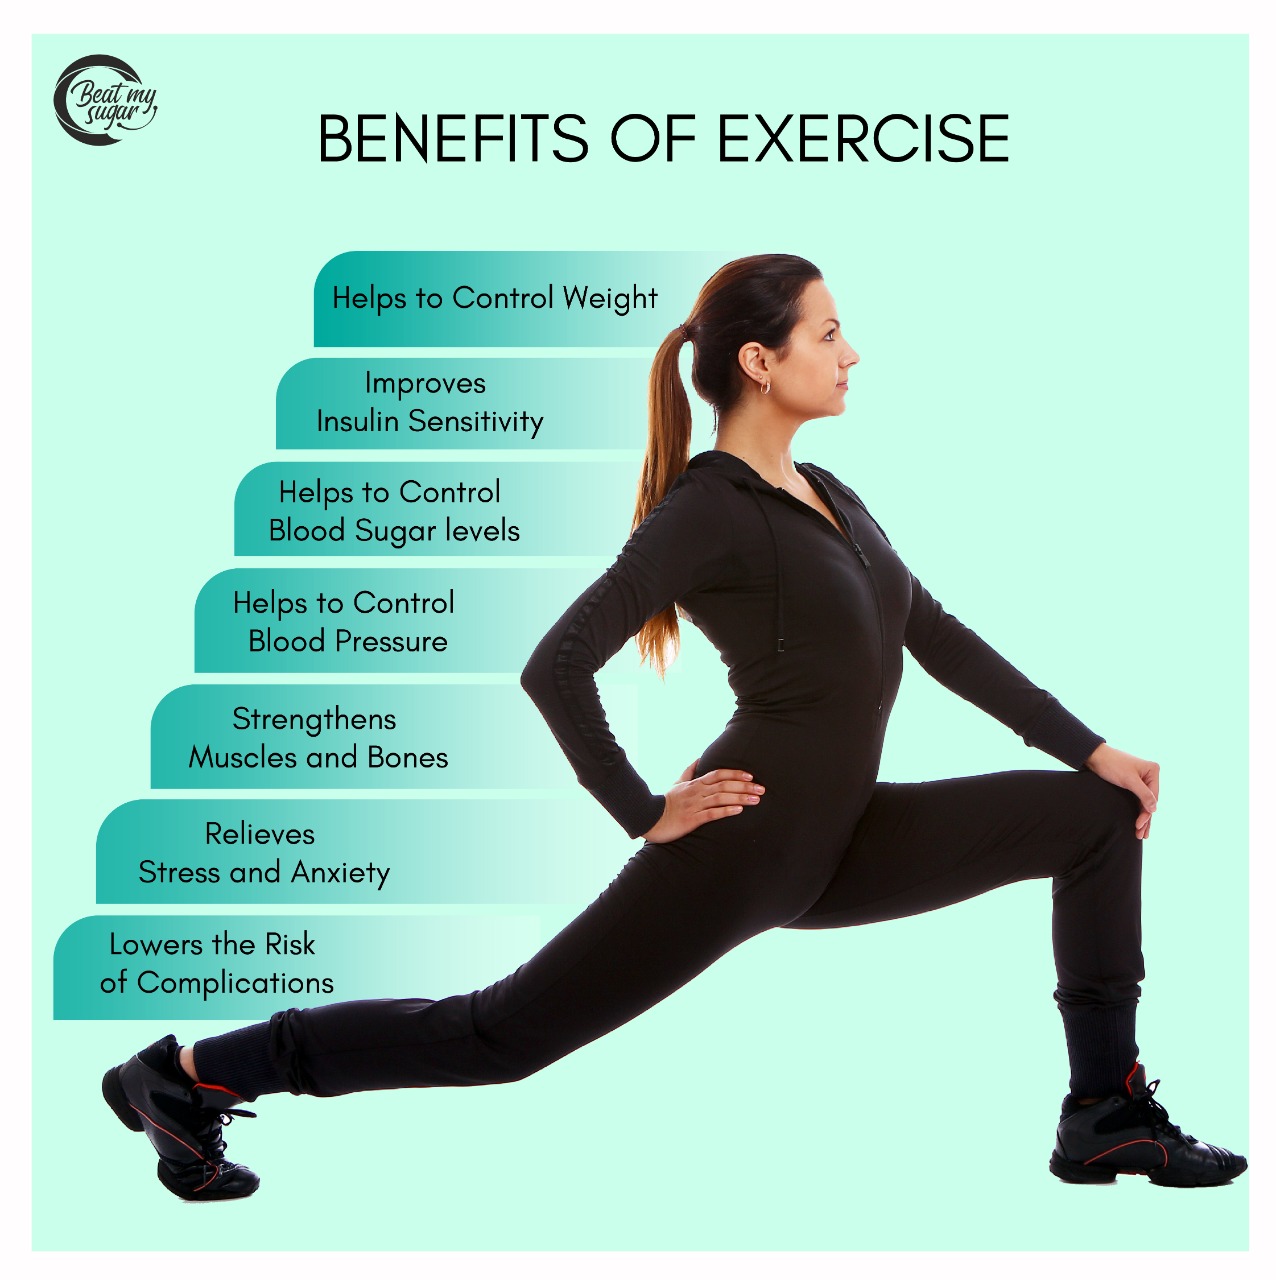 Beat my
sugar
BENEFITS OF EXERCISE
Helps to Control Weight
Improves
Insulin Sensitivity
Helps to Control
Blood Sugar levels
Helps to Control
Blood Pressure
Strengthens
Muscles and Bones
Relieves
Stress and Anxiety
Lowers the Risk
of Complications